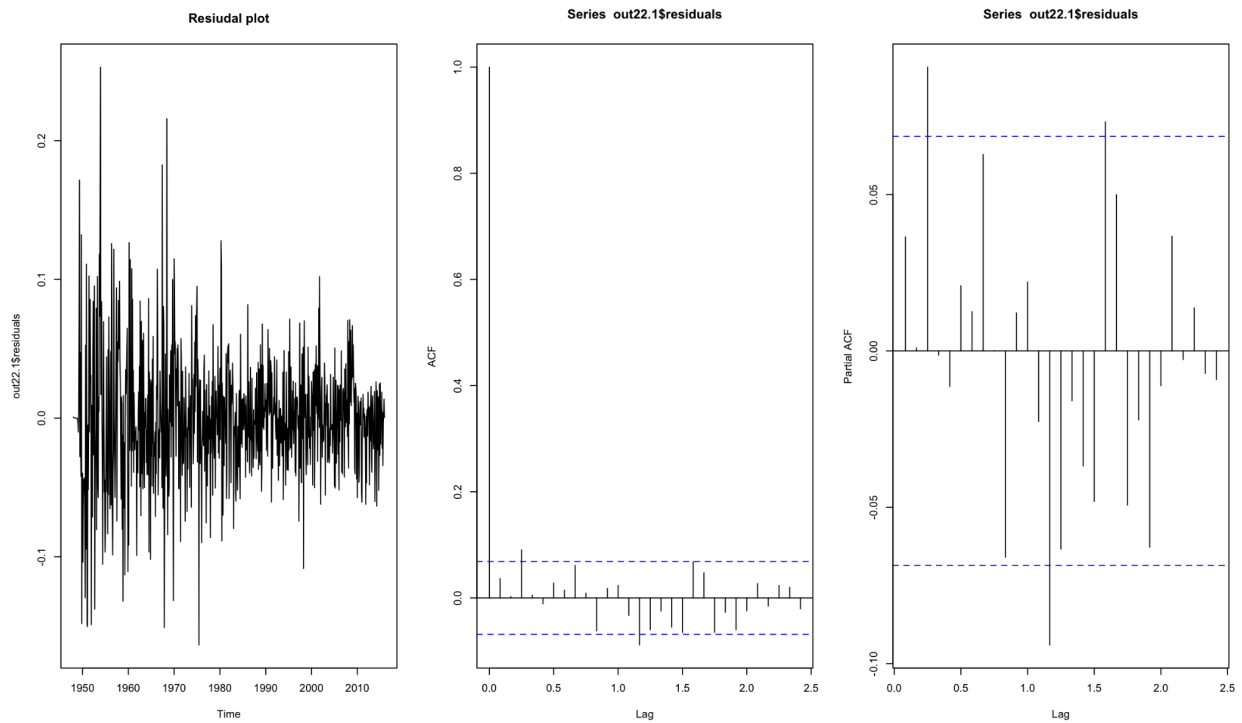 Resiudal plot
out22.1$residuals
0.2
0.1
0.0
-0.1
1950 1960 1970 1980 1990 2000 2010
Time
Series out22.1$residuals
ACF
1.0
0.8
0.6
0.4
0.2
0.0
0.0 0.5 1.0 1.5 2.0 2.5
Lag
Series out22.1$residuals
Partial ACF
0.05
0.00
-0.05
-0.10
0.0 0.5 1.0 1.5 2.0 2.5
Lag